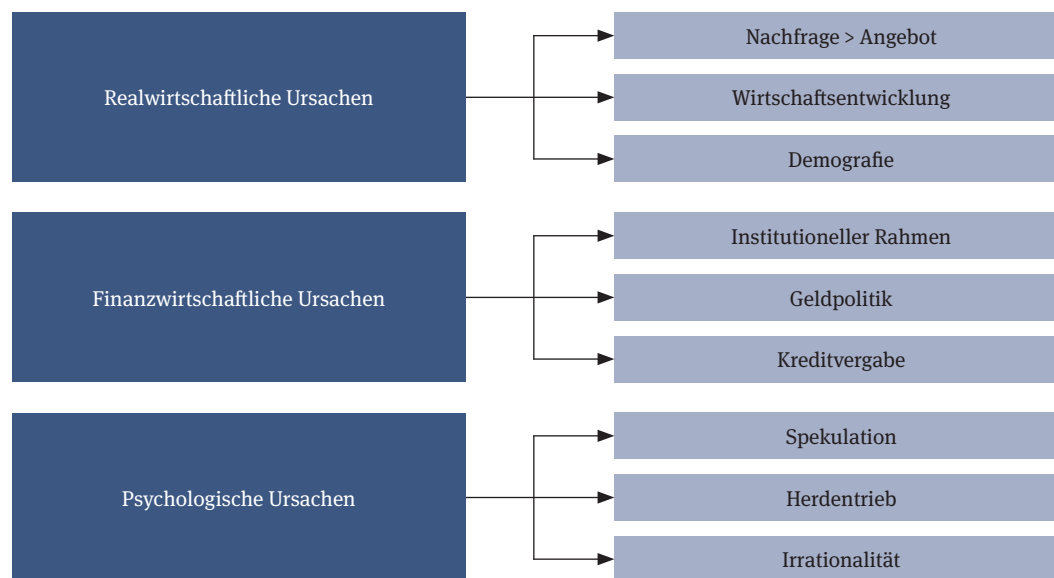 Realwirtschaftliche Ursachen
Nachfrage > Angebot
Wirtschaftsentwicklung
Demografie
Finanzwirtschaftliche Ursachen
Institutioneller Rahmen
Geldpolitik
Kreditvergabe
Psychologische Ursachen
Spekulation
Herdentrieb
Irrationalität